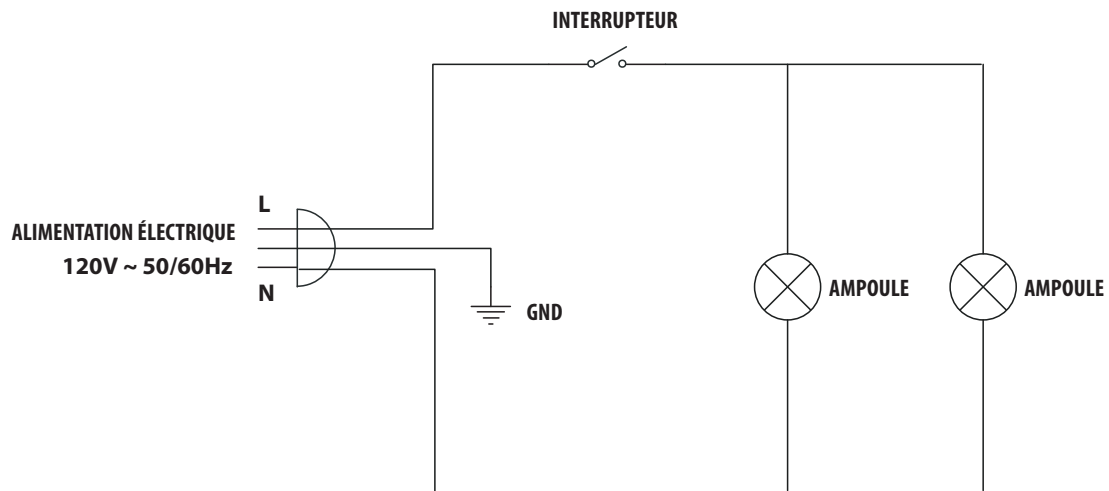 INTERRUPTEUR
L
ALIMENTATION ÉLECTRIQUE
120V ~ 50/60Hz
N
GND
AMPOULE
AMPOULE